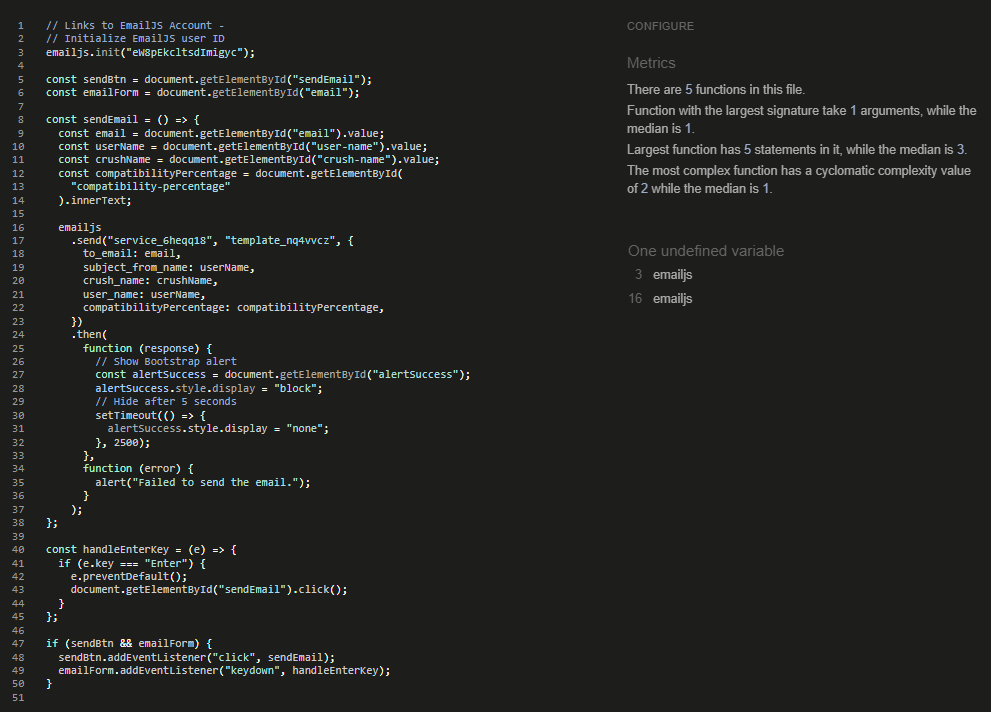 1 // Links to EmailJS Account -
2 // Initialize EmailJS user ID
3 emailjs.init("eW8pEkcltsdImigyc");
4
5 const sendBtn = document.getElementById("sendEmail");
6 const emailForm = document.getElementById("email");
7
8 const sendEmail = () => {
9   const email = document.getElementById("email").value;
10   const userName = document.getElementById("user-name").value;
11   const crushName = document.getElementById("crush-name").value;
12   const compatibilityPercentage = document.getElementById(
13     "compatibility-percentage"
14   ).innerText;
15
16   emailjs
17     .send("service_6heqq18", "template_nq4vvcz", {
18       to_email: email,
19       subject_from_name: userName,
20       crush_name: crushName,
21       user_name: userName,
22       compatibilityPercentage: compatibilityPercentage,
23     })
24     .then(
25       function (response) {
26         // Show Bootstrap alert
27         const alertSuccess = document.getElementById("alertSuccess");
28         alertSuccess.style.display = "block";
29         // Hide after 5 seconds
30         setTimeout(() => {
31           alertSuccess.style.display = "none";
32         }, 2500);
33       },
34       function (error) {
35         alert("Failed to send the email.");
36       }
37     );
38 };
39
40 const handleEnterKey = (e) => {
41   if (e.key === "Enter") {
42     e.preventDefault();
43     document.getElementById("sendEmail").click();
44   }
45 };
46
47 if (sendBtn && emailForm) {
48   sendBtn.addEventListener("click", sendEmail);
49   emailForm.addEventListener("keydown", handleEnterKey);
50 }
51
CONFIGURE
Metrics
There are 5 functions in this file.
Function with the largest signature take 1 arguments, while the
median is 1.
Largest function has 5 statements in it, while the median is 3.
The most complex function has a cyclomatic complexity value
of 2 while the median is 1.
One undefined variable
3 emailjs
16 emailjs